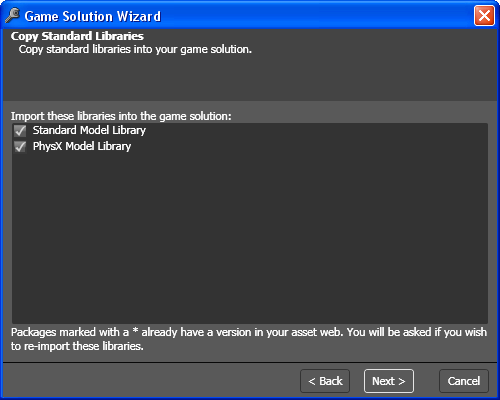 Game Solution Wizard
Copy Standard Libraries
Copy standard libraries into your game solution.
Import these libraries into the game solution:
Standard Model Library
PhysX Model Library
Packages marked with a * already have a version in your asset web. You will be asked if you wish
to re-import these libraries.
< Back Next > Cancel